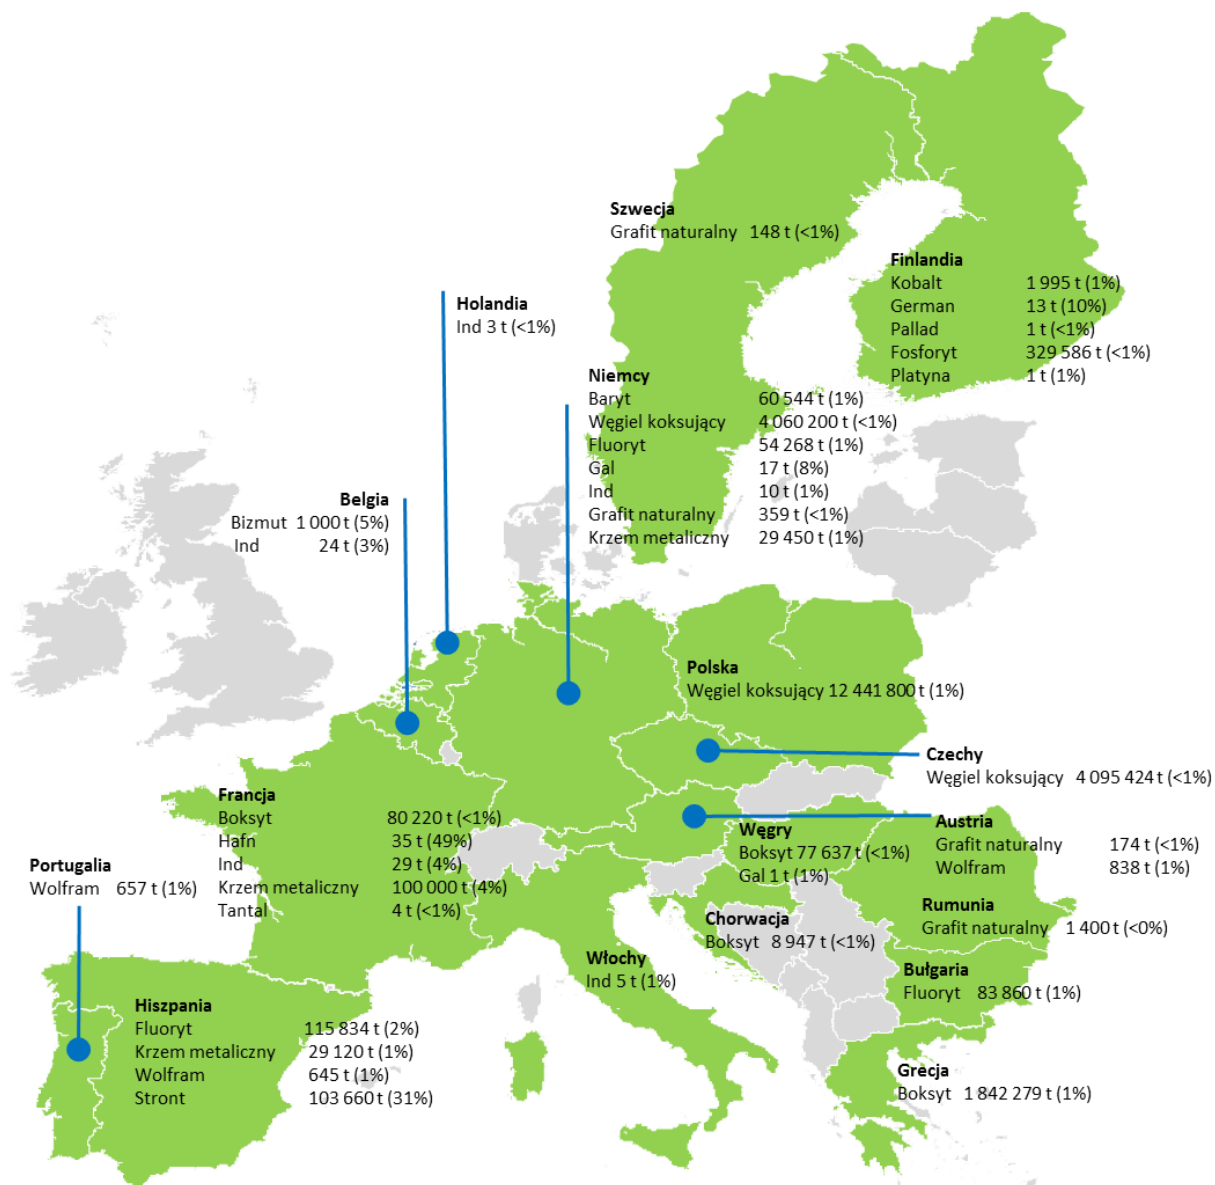 Szwecja
Grafit naturalny 148 t (<1%)
Finlandia
Kobalt 1 995 t (1%)
German 13 t (10%)
Pallad 1 t (<1%)
Fosforyt 329 586 t (<1%)
Platyna 1 t (1%)
Holandia
Ind 3 t (<1%)
Niemcy
Baryt 60 544 t (1%)
Węgiel koksujący 4 060 200 t (<1%)
Fluoryt 54 268 t (1%)
Gal 17 t (8%)
Ind 10 t (1%)
Grafit naturalny 359 t (<1%)
Krzem metaliczny 29 450 t (1%)
Belgia
Bizmut 1 000 t (5%)
Ind 24 t (3%)
Polska
Węgiel koksujący 12 441 800 t (1%)
Czechy
Węgiel koksujący 4 095 424 t (<1%)
Francja
Boksyt 80 220 t (<1%)
Hafn 35 t (49%)
Ind 29 t (4%)
Krzem metaliczny 100 000 t (4%)
Tantal 4 t (<1%)
Węgry
Boksyt 77 637 t (<1%)
Gal 1 t (1%)
Austria
Grafit naturalny 174 t (<1%)
Wolfram 838 t (1%)
Portugalia
Wolfram 657 t (1%)
Rumunia
Grafit naturalny 1 400 t (<0%)
Chorwacja
Boksyt 8 947 t (<1%)
Włochy
Ind 5 t (1%)
Bułgaria
Fluoryt 83 860 t (1%)
Hiszpania
Fluoryt 115 834 t (2%)
Krzem metaliczny 29 120 t (1%)
Wolfram 645 t (1%)
Stront 103 660 t (31%)
Grecja
Boksyt 1 842 279 t (1%)